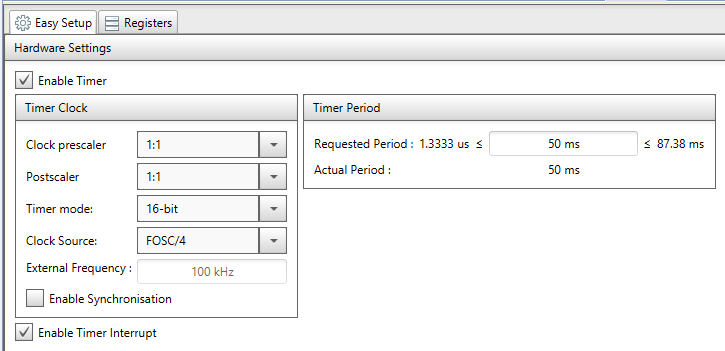 Easy Setup Registers
Hardware Settings
Enable Timer
Timer Clock
Clock prescaler 1:1
Postscaler 1:1
Timer mode: 16-bit
Clock Source: FOSC/4
External Frequency : 100 kHz
Enable Synchronisation
Timer Period
Requested Period : 1.3333 us ≤ 50 ms ≤ 87.38 ms
Actual Period : 50 ms
Enable Timer Interrupt